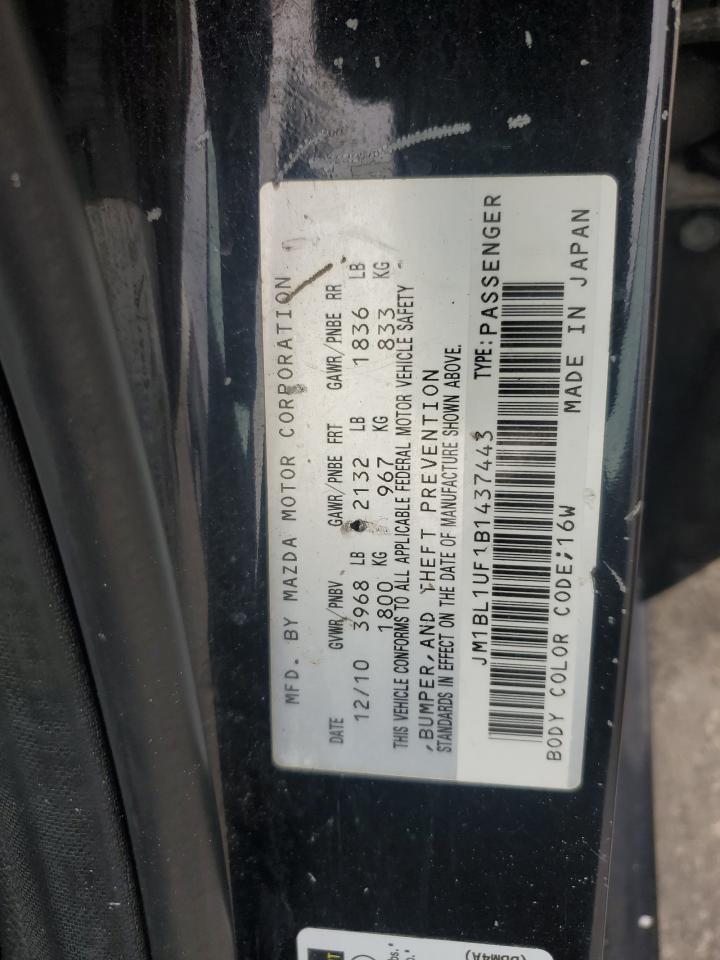 MFD. BY MAZDA MOTOR CORPORATION
DATE GVWR/PNBV GAWR/PNBE FRT GAWR/PNBE RR
12/10 3968 LB 2132 LB 1836 LB
1800 KG 967 KG 833 KG
THIS VEHICLE CONFORMS TO ALL APPLICABLE FEDERAL MOTOR VEHICLE SAFETY
,BUMPER,AND THEFT PREVENTION
STANDARDS IN EFFECT ON THE DATE OF MANUFACTURE SHOWN ABOVE.
JM1BL1UF1B1437443 TYPE:PASSENGER
BODY COLOR CODE;16W MADE IN JAPAN
(DDM4A)